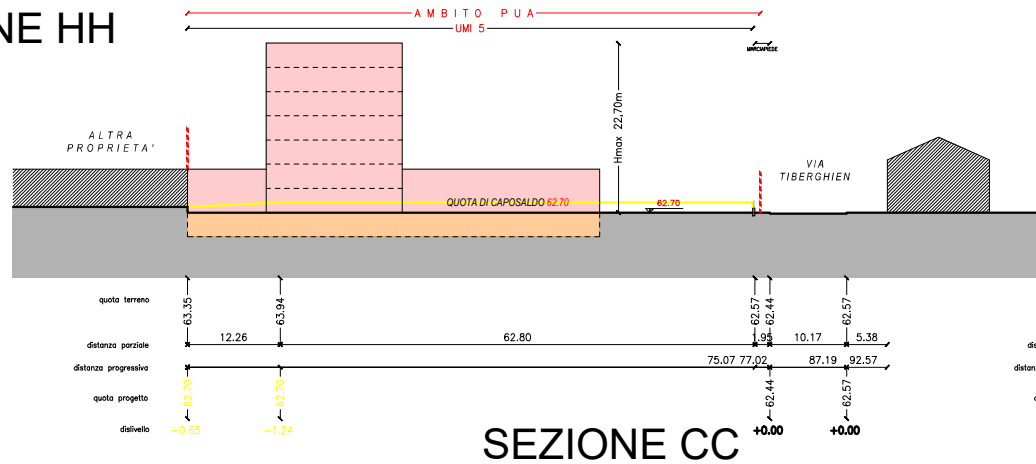 NE HH
AMBITO PUA
UMI 5
MARCIAPIEDE
Hmax 22,70m
ALTRA
PROPRIETA'
VIA
TIBERGHIEN
QUOTA DI CAPOSALDO 62.70
62.70
quota terreno
63.35 63.94 62.57 62.44 62.57
distanza parziale
12.26 62.80 1.95 10.17 5.38
dis
distanza progressiva
75.07 77.02 87.19 92.57
distanz
quota progetto
62.70 62.70 62.44 62.57
dislivello
-0.65 -1.24 +0.00 +0.00
SEZIONE CC